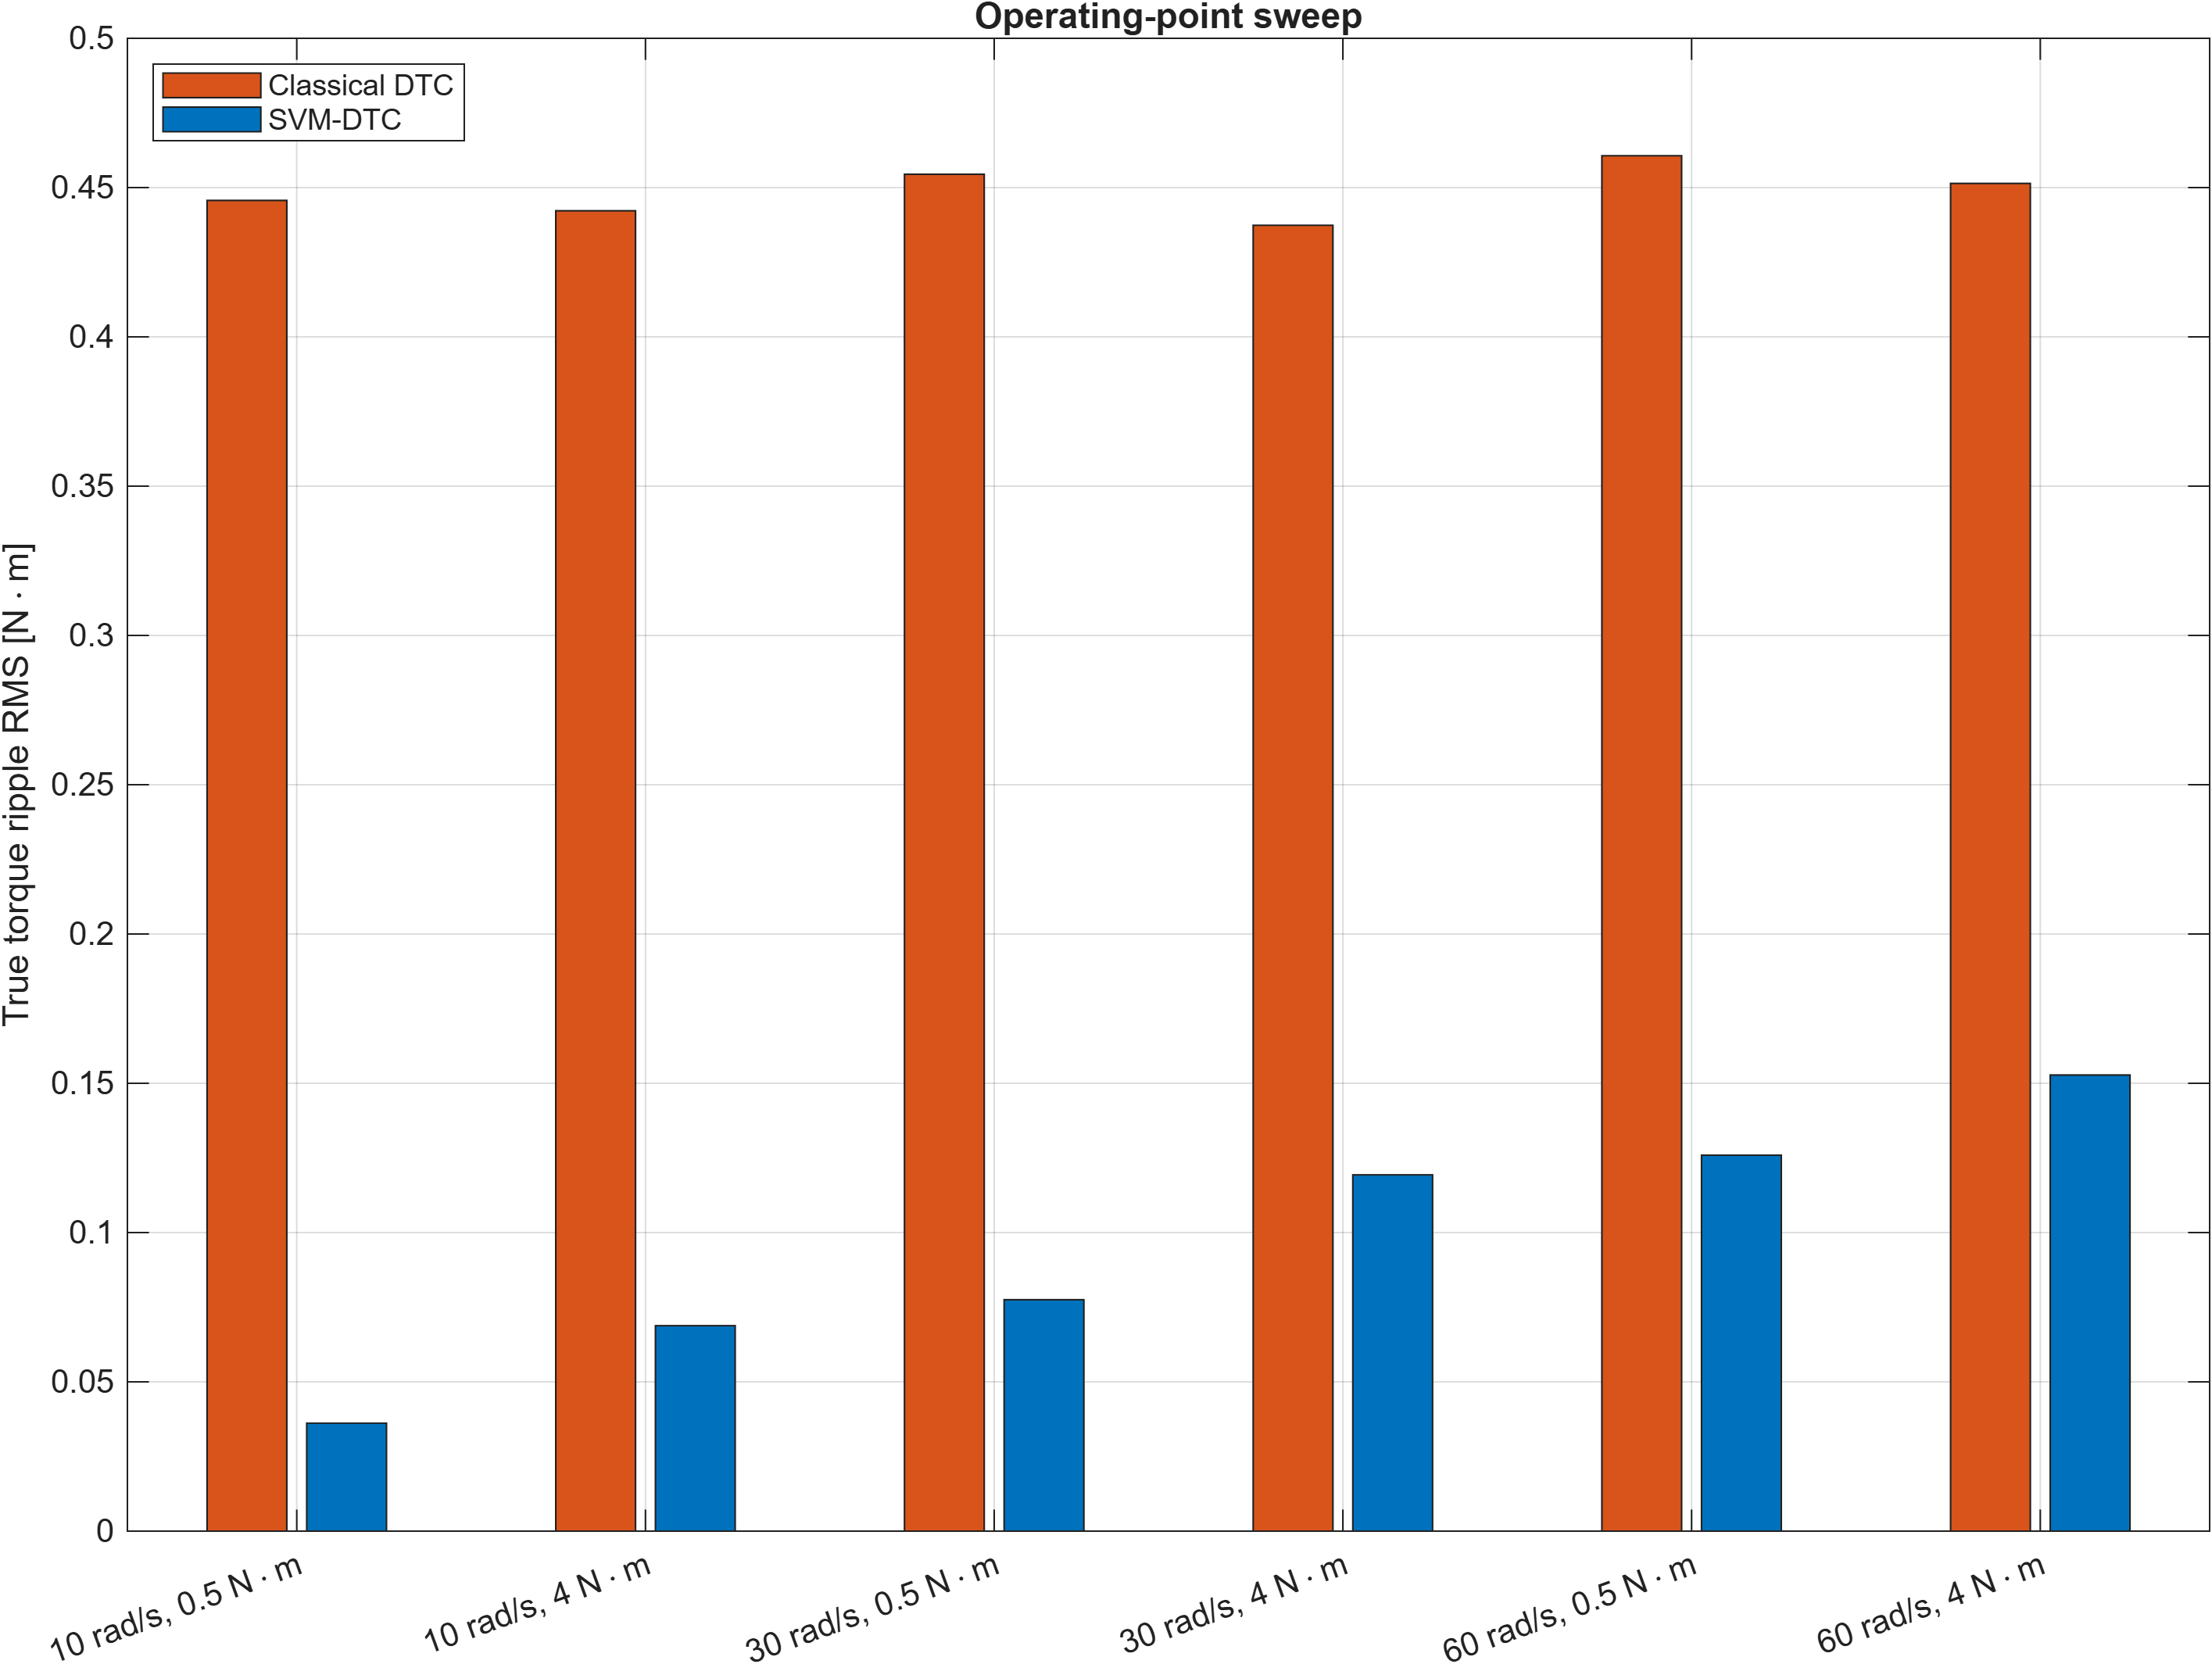 Operating-point sweep
Classical DTC
SVM-DTC
True torque ripple RMS [N · m]
0.5
0.45
0.4
0.35
0.3
0.25
0.2
0.15
0.1
0.05
0
10 rad/s, 0.5 N · m
10 rad/s, 4 N · m
30 rad/s, 0.5 N · m
30 rad/s, 4 N · m
60 rad/s, 0.5 N · m
60 rad/s, 4 N · m